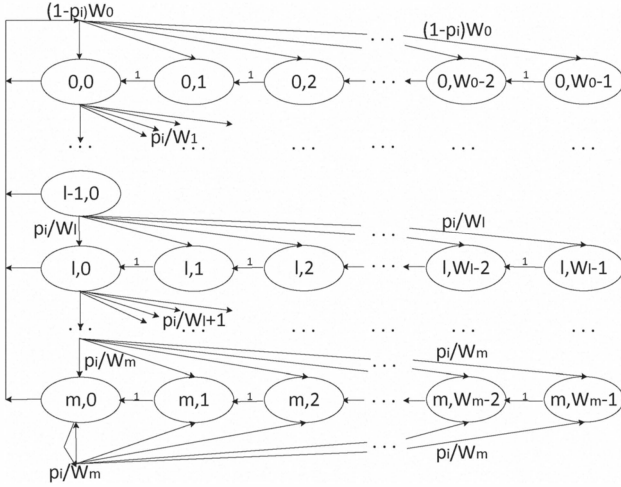 (1-pi)W0
(1-pi)W0
...
0,0 1 0,1 1 0,2 ... 0,W0-2 1 0,W0-1
pi/W1
... ... ... ... ... ...
l-1,0
pi/Wl
pi/Wl
...
l,0 1 l,1 1 l,2 ... l,Wl-2 1 l,Wl-1
pi/Wl+1
... ... ... ... ... ...
pi/Wm
pi/Wm
...
m,0 1 m,1 1 m,2 ... m,Wm-2 1 m,Wm-1
...
pi/Wm
pi/Wm